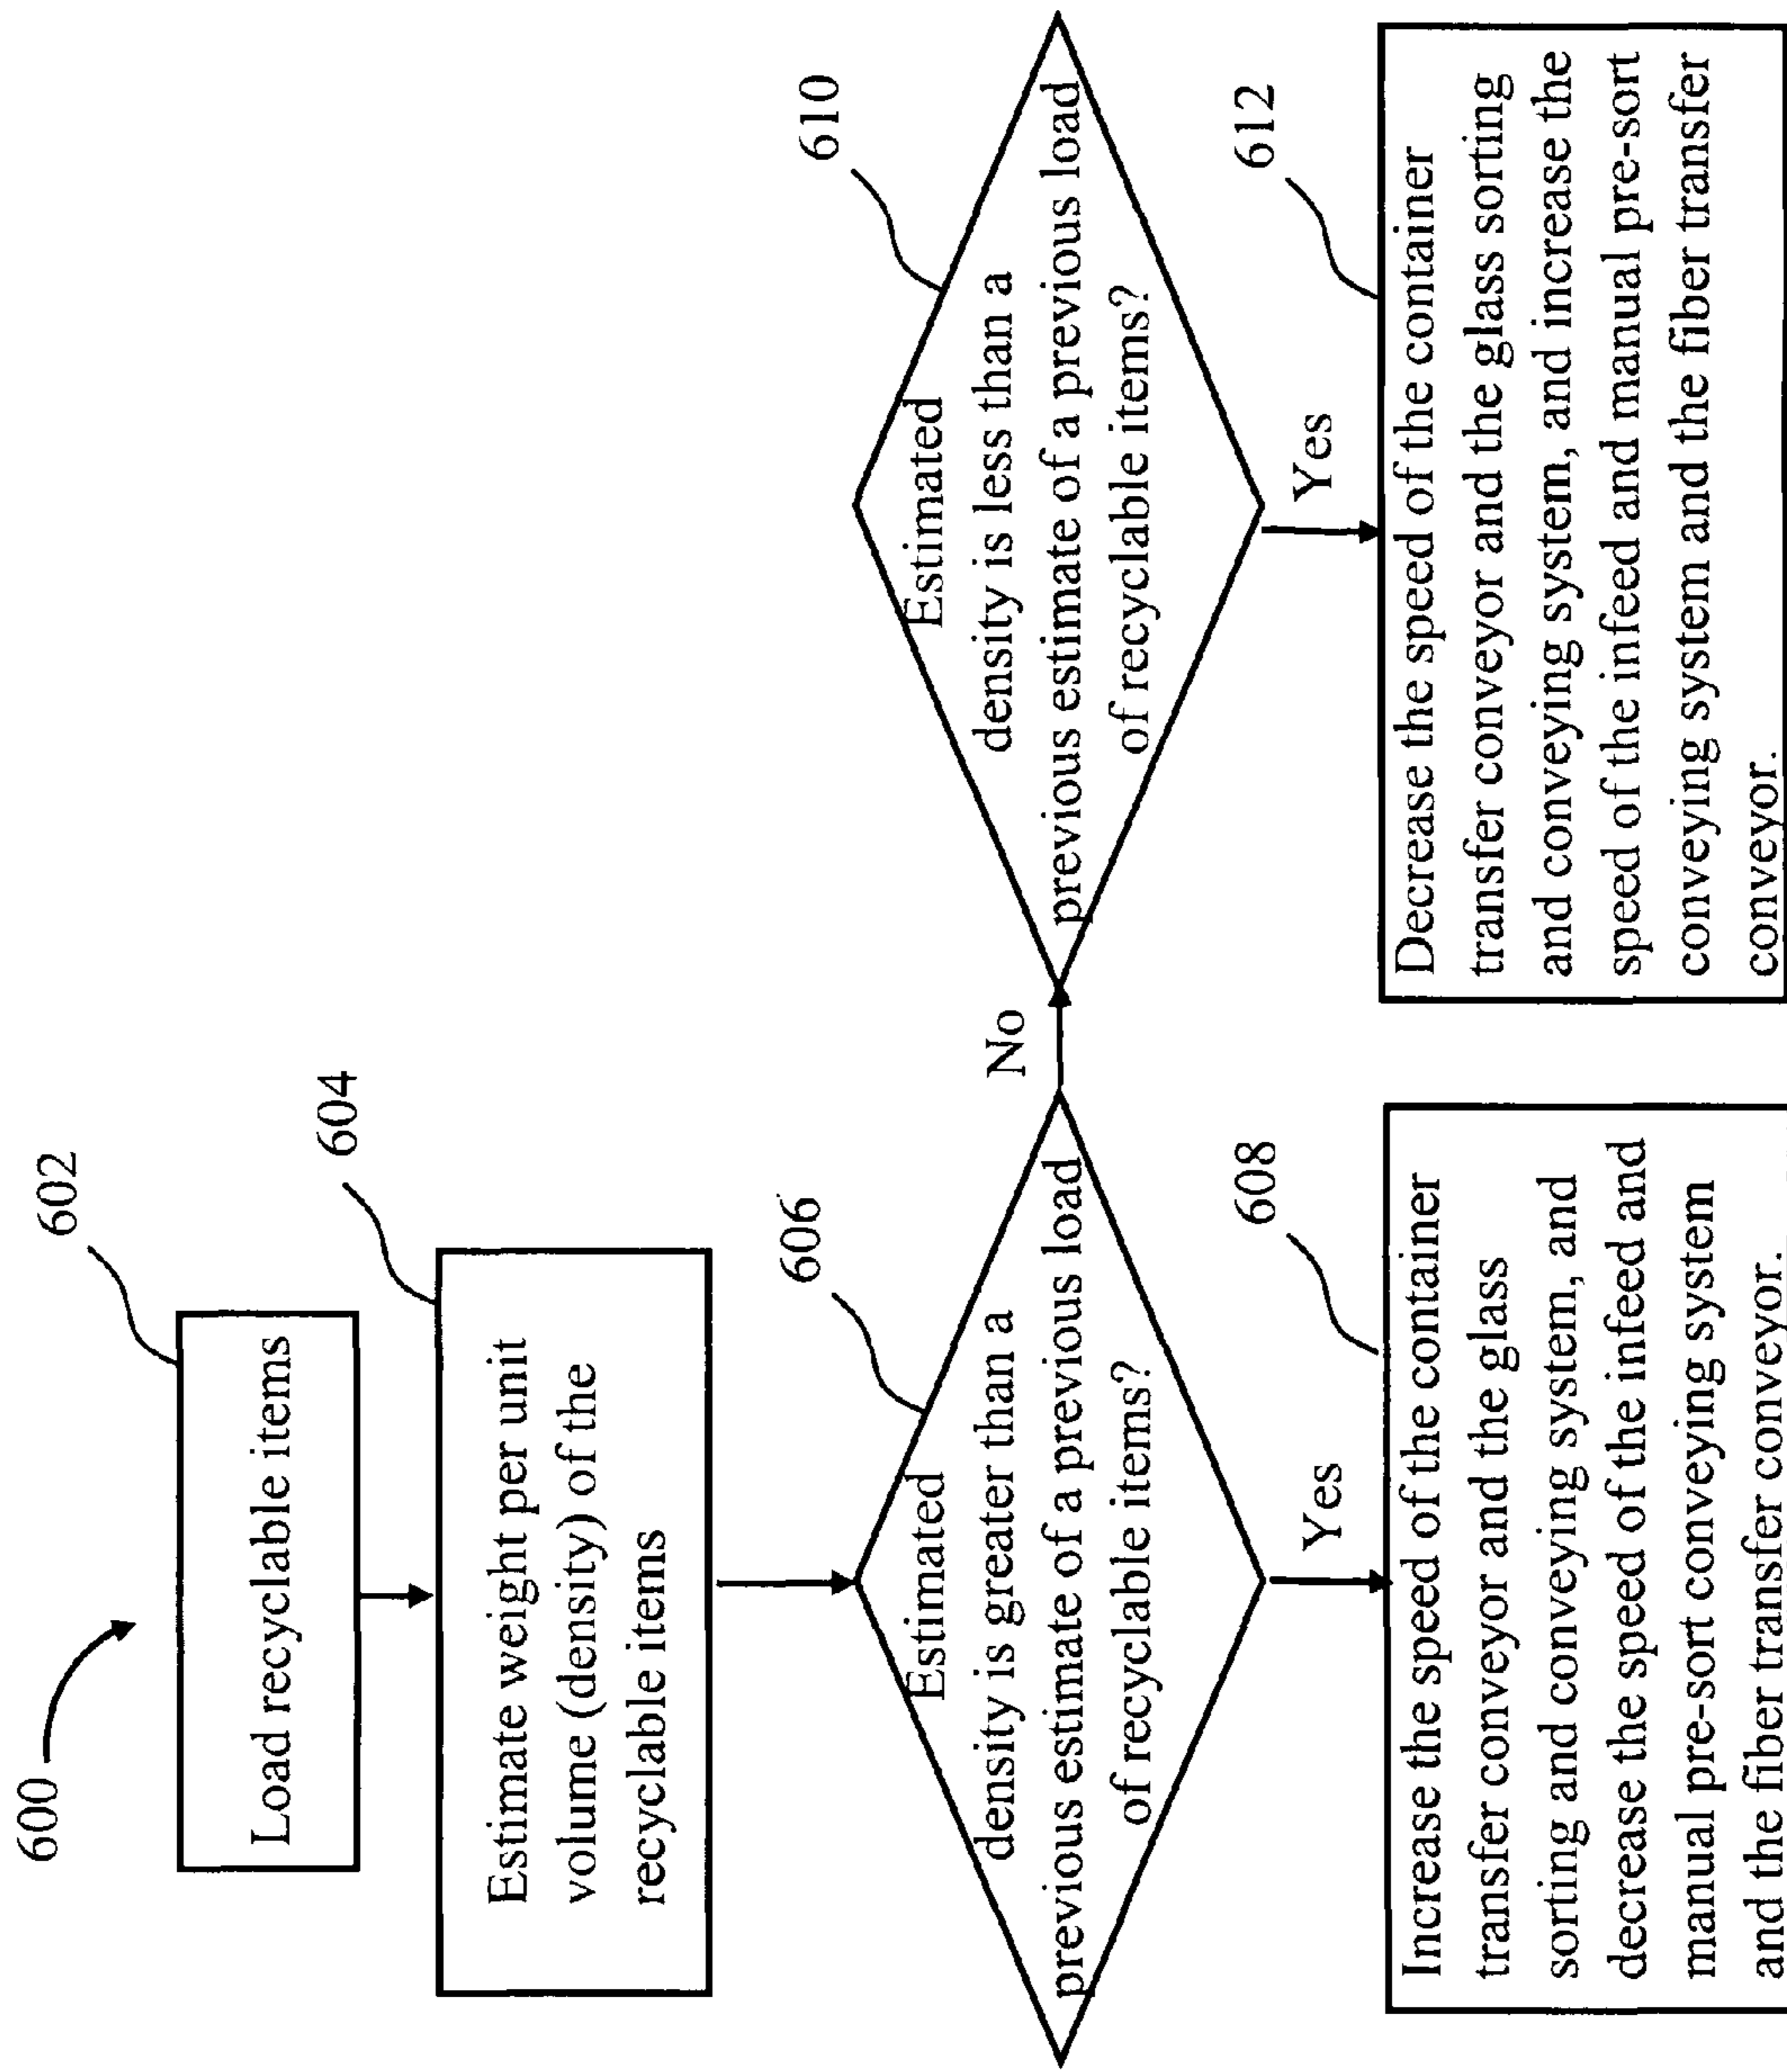 600
602
Load recyclable items
604
Estimate weight per unit
volume (density) of the
recyclable items
606
Estimated
density is greater than a
previous estimate of a previous load
of recyclable items?
No
Yes
608
Increase the speed of the container
transfer conveyor and the glass
sorting and conveying system, and
decrease the speed of the infeed and
manual pre-sort conveying system
and the fiber transfer conveyor.
610
Estimated
density is less than a
previous estimate of a previous load
of recyclable items?
Yes
612
Decrease the speed of the container
transfer conveyor and the glass sorting
and conveying system, and increase the
speed of the infeed and manual pre-sort
conveying system and the fiber transfer
conveyor.